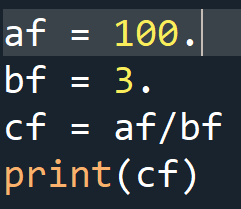 af = 100.
bf = 3.
cf = af/bf
print(cf)